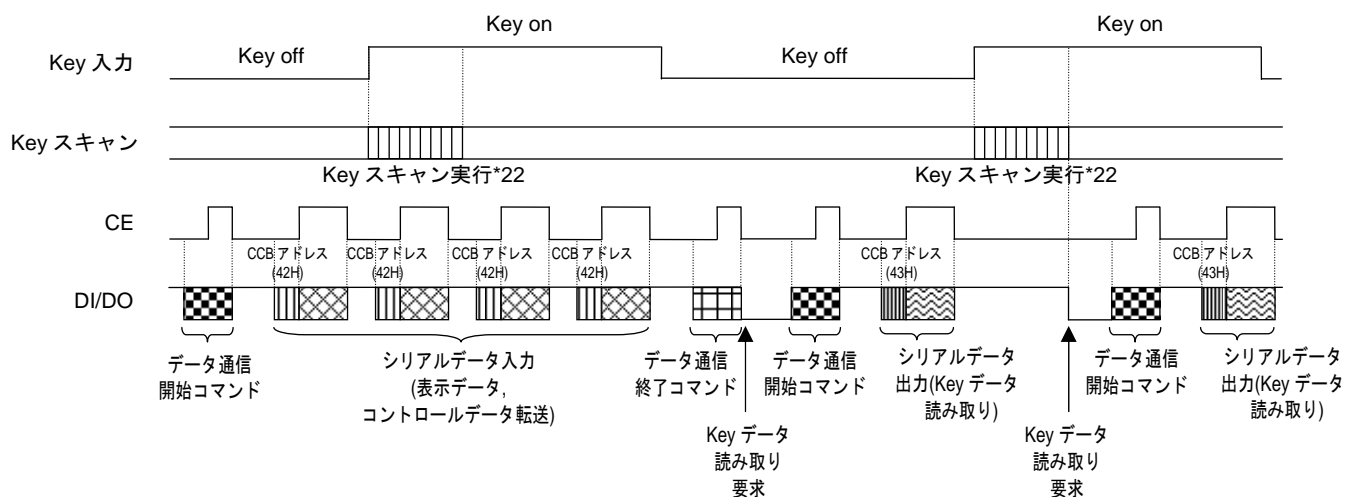 Key on
Key on
Key 入力
Key off
Key off
Key スキャン
Key スキャン実行*22
Key スキャン実行*22
CE
CCB アドレス
(42H)
CCB アドレス
(42H)
CCB アドレス
(42H)
CCB アドレス
(42H)
CCB アドレス
(43H)
CCB アドレス
(43H)
DI/DO
データ通信
開始コマンド
シリアルデータ入力
(表示データ,
コントロールデータ転送)
データ通信
終了コマンド
データ通信
開始コマンド
シリアルデータ
出力(Key データ
読み取り)
データ通信
開始コマンド
シリアルデータ
出力(Key データ
読み取り)
Key データ
読み取り
要求
Key データ
読み取り
要求